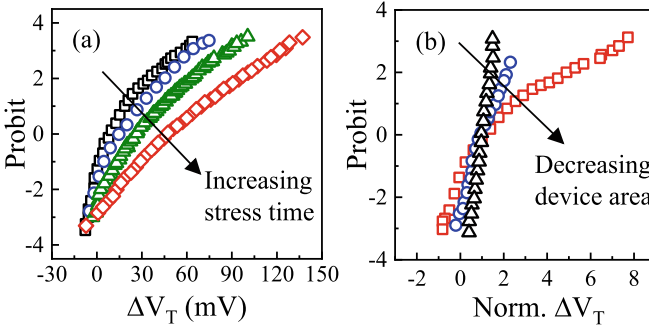 (a)
Probit
4
2
0
-2
-4
-30 0 30 60 90 120 150
ΔV_T (mV)
Increasing
stress time
(b)
Probit
4
2
0
-2
-4
-2 0 2 4 6 8
Norm. ΔV_T
Decreasing
device area